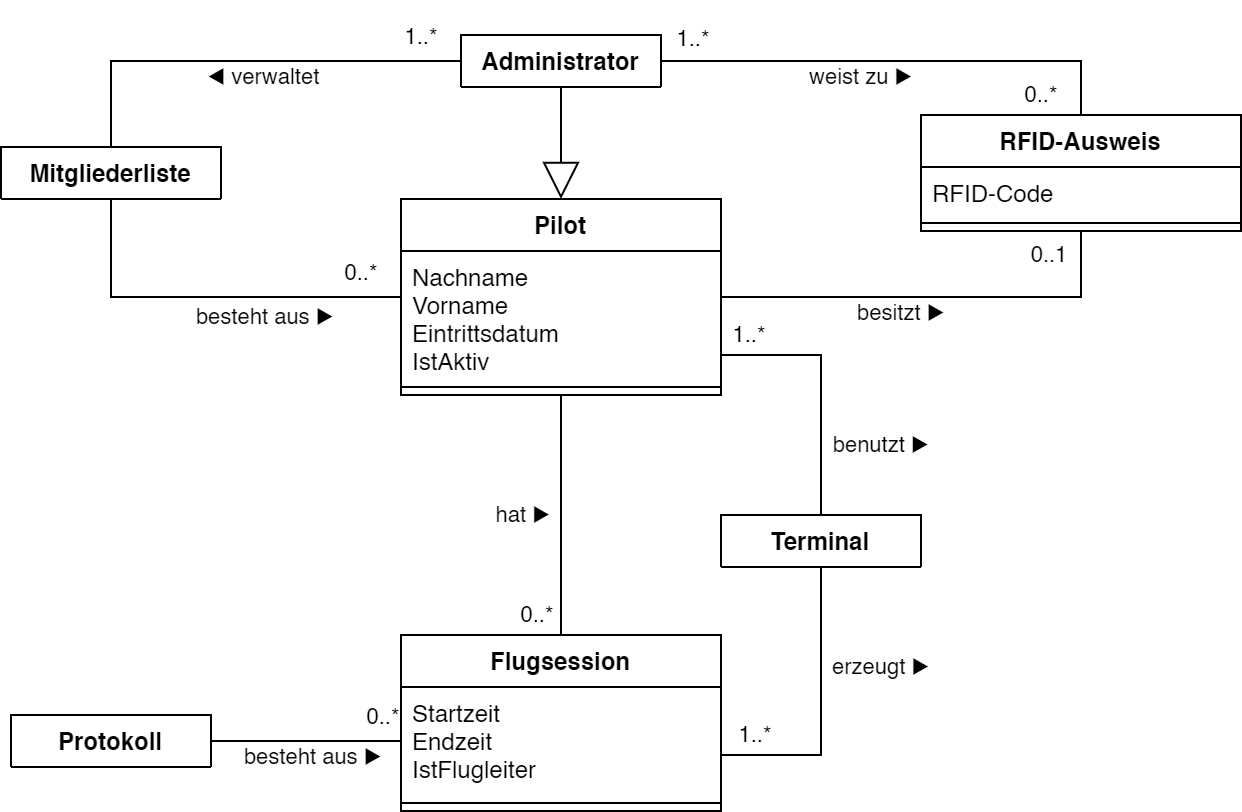 1..*
Administrator
1..*
◀ verwaltet
weist zu ▶
0..*
RFID-Ausweis
RFID-Code
Mitgliederliste
Pilot
Nachname
Vorname
Eintrittsdatum
IstAktiv
0..*
besteht aus ▶
0..1
besitzt ▶
1..*
benutzt ▶
hat ▶
Terminal
0..*
Flugsession
Startzeit
Endzeit
IstFlugleiter
erzeugt ▶
1..*
Protokoll
0..*
besteht aus ▶